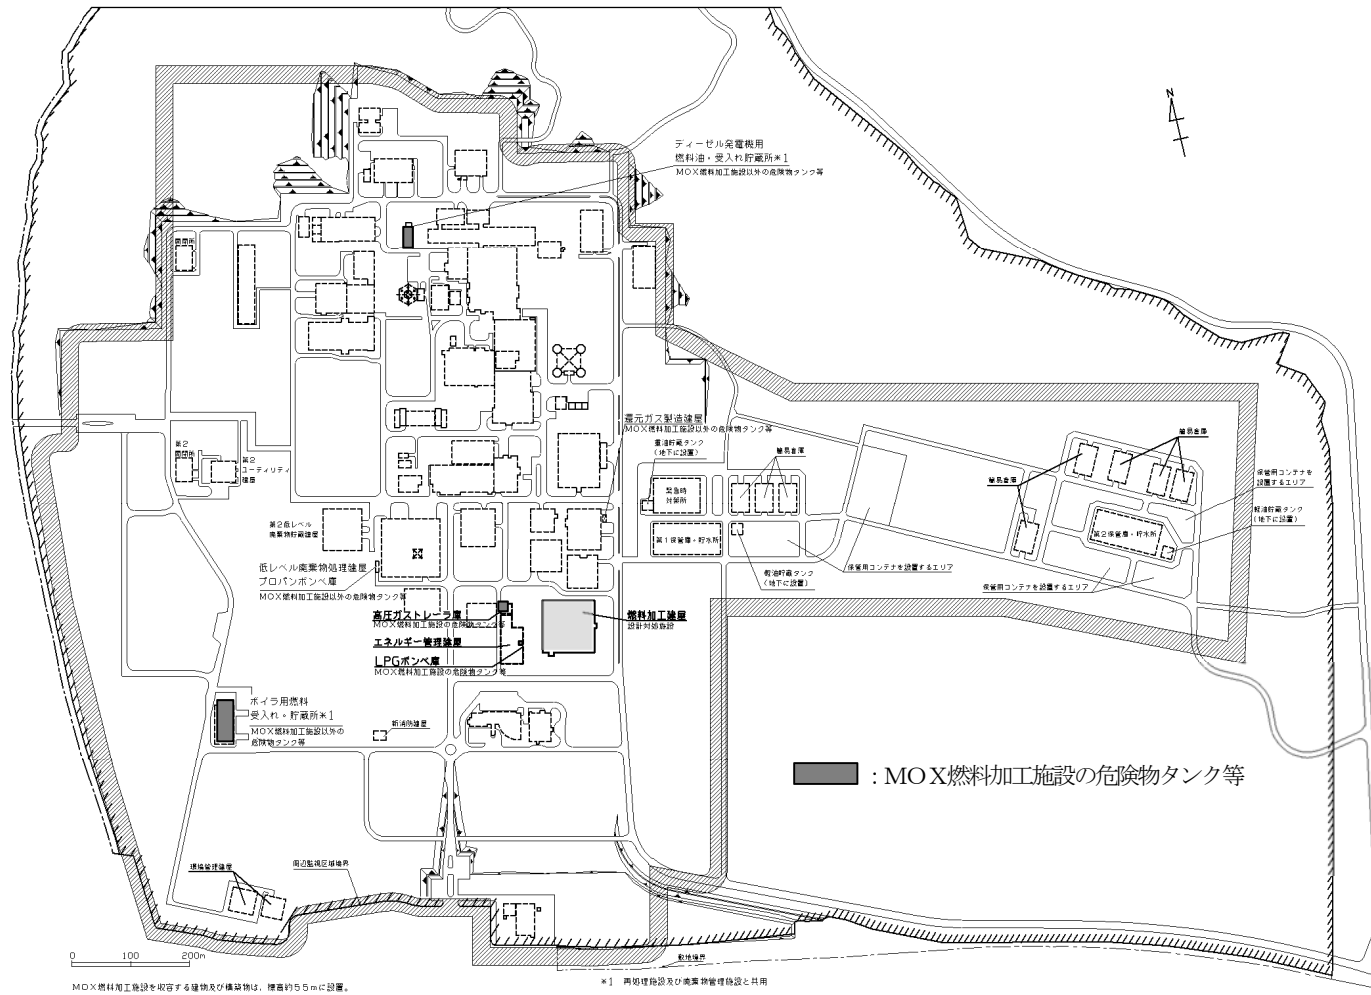 N
ディーゼル発電機用
燃料油・受入れ貯蔵所※1
MOX燃料加工施設以外の危険物タンク等
開閉所
還元ガス製造建屋
MOX燃料加工施設以外の危険物タンク等
重油貯蔵タンク
(地下に設置)
簡易倉庫
簡易倉庫
簡易倉庫
保管用コンテナを
設置するエリア
軽油貯蔵タンク
(地下に設置)
第2
開閉所
第2
ユーティリティ
建屋
緊急時
対策所
第1保管庫・貯水所
第2保管庫・貯水所
第2低レベル
廃棄物貯蔵建屋
低レベル廃棄物処理建屋
プロパンボンベ庫
MOX燃料加工施設以外の危険物タンク等
軽油貯蔵タンク
(地下に設置)
保管用コンテナを設置するエリア
保管用コンテナを設置するエリア
高圧ガストレーラ庫
MOX燃料加工施設の危険物タンク等
エネルギー管理建屋
LPGボンベ庫
MOX燃料加工施設の危険物タンク等
燃料加工建屋
設計対処施設
ボイラ用燃料
受入れ・貯蔵所※1
MOX燃料加工施設以外の
危険物タンク等
新消防建屋
：MOX燃料加工施設の危険物タンク等
環境管理建屋
周辺監視区域境界
敷地境界
0 100 200m
※1 再処理施設及び廃棄物管理施設と共用
MOX燃料加工施設を収容する建物及び構築物は、標高約55mに設置。